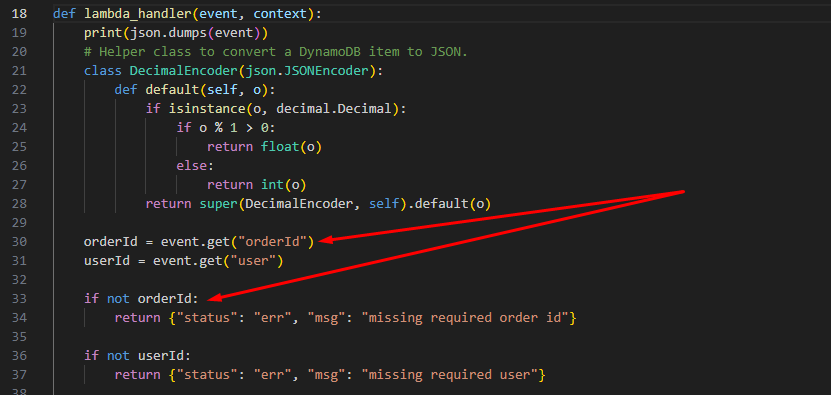 18 def lambda_handler(event, context):
19     print(json.dumps(event))
20     # Helper class to convert a DynamoDB item to JSON.
21     class DecimalEncoder(json.JSONEncoder):
22         def default(self, o):
23             if isinstance(o, decimal.Decimal):
24                 if o % 1 > 0:
25                     return float(o)
26                 else:
27                     return int(o)
28             return super(DecimalEncoder, self).default(o)
29
30     orderId = event.get("orderId")
31     userId = event.get("user")
32
33     if not orderId:
34         return {"status": "err", "msg": "missing required order id"}
35
36     if not userId:
37         return {"status": "err", "msg": "missing required user"}
38